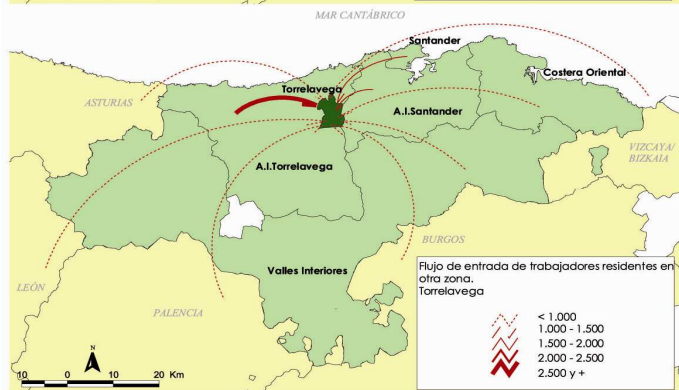 MAR CANTÁBRICO
Santander
Costera Oriental
Torrelavega
ASTURIAS
A.I.Santander
VIZCAYA/
BIZKAIA
A.I.Torrelavega
BURGOS
Valles Interiores
LEÓN
PALENCIA
Flujo de entrada de trabajadores residentes en
otra zona.
Torrelavega
< 1.000
1.000 - 1.500
1.500 - 2.000
2.000 - 2.500
2.500 y +
N
10 0 10 20 Km